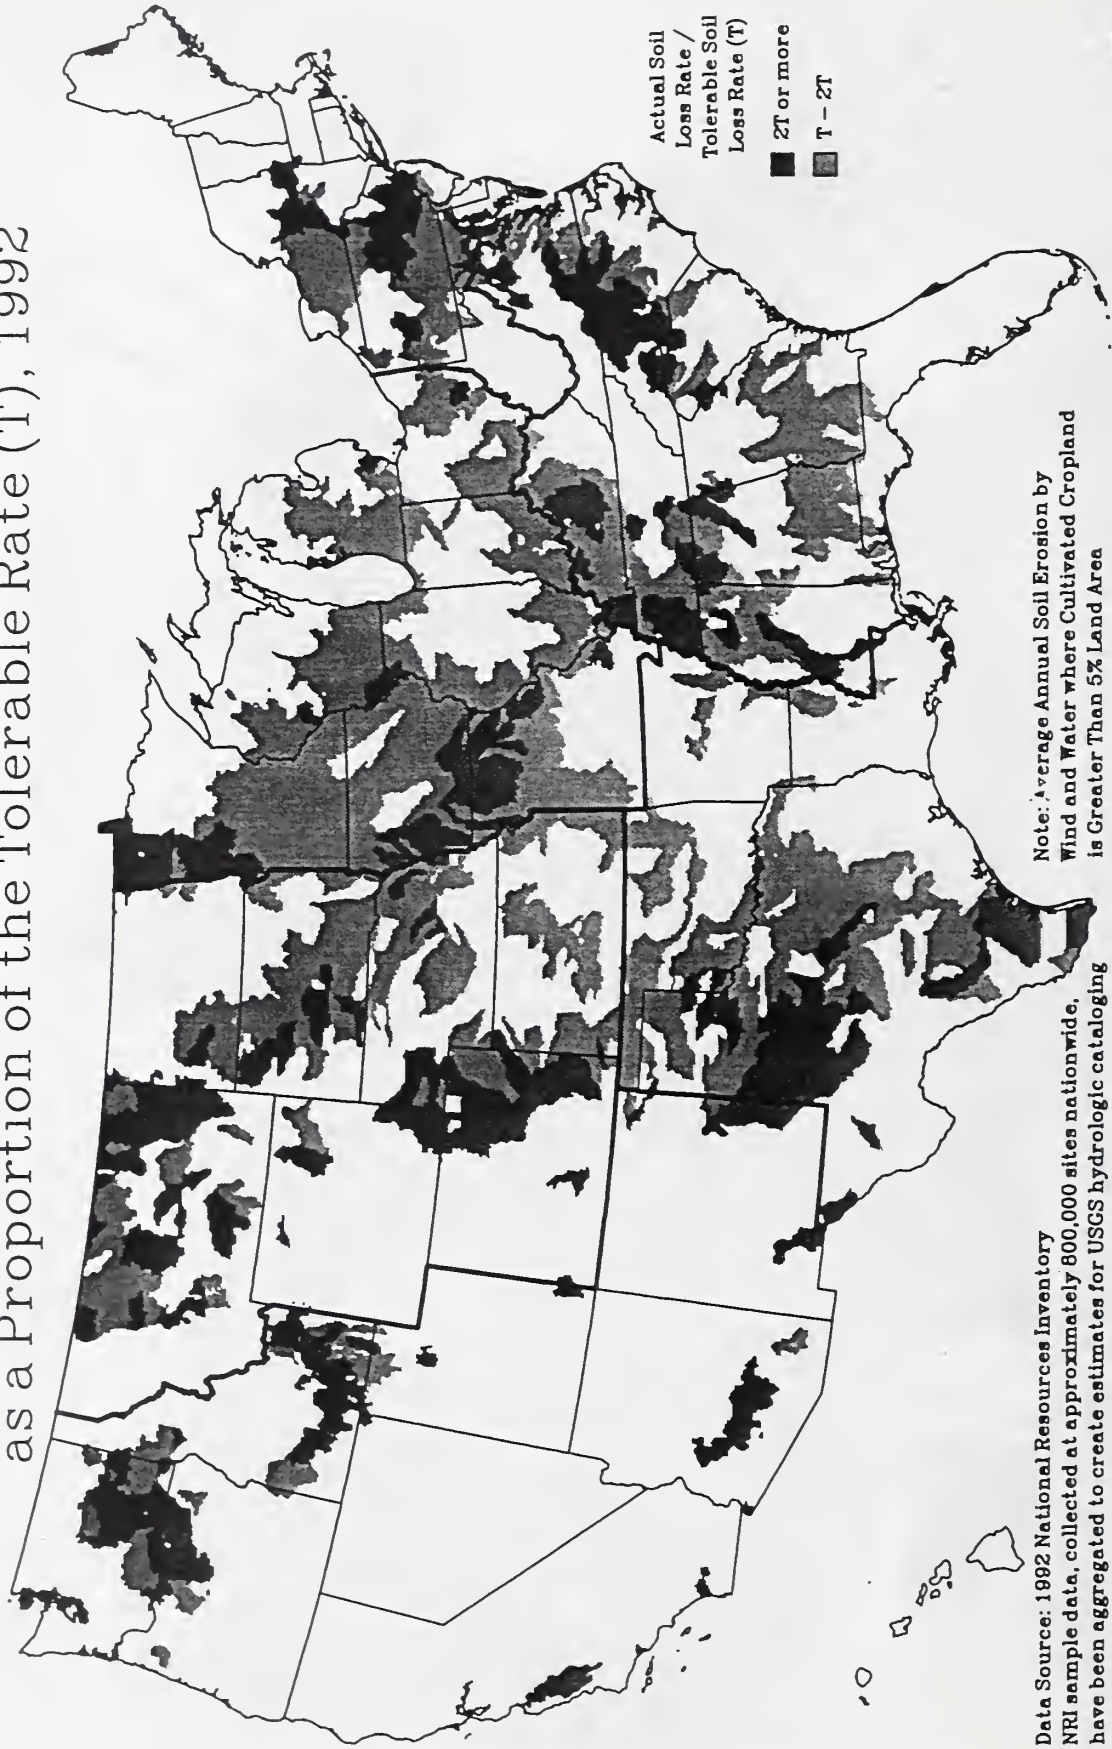 as a Proportion of the Tolerable Rate (T), 1992
Actual Soil
Loss Rate /
Tolerable Soil
Loss Rate (T)
2T or more
T – 2T
Data Source: 1992 National Resources Inventory
NRI sample data, collected at approximately 800,000 sites nationwide,
have been aggregated to create estimates for USGS hydrologic cataloging
Note: Average Annual Soil Erosion by
Wind and Water where Cultivated Cropland
is Greater Than 5% Land Area